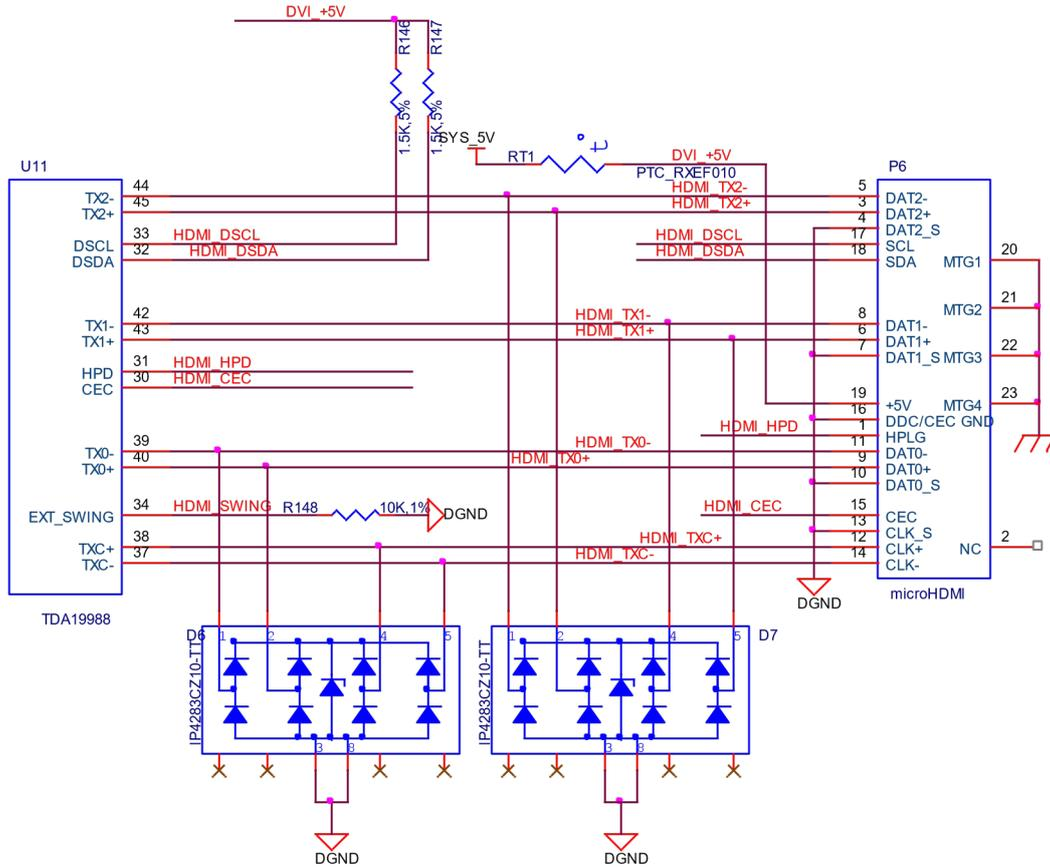 DVI_+5V
R146
R147
1.5K,5%
1.5K,5%
SYS_5V
RT1
t
DVI_+5V
PTC_RXEF010
U11
P6
TX2- 44
TX2+ 45
DSCL 33 HDMI_DSCL
DSDA 32 HDMI_DSDA
TX1- 42
TX1+ 43
HPD 31 HDMI_HPD
CEC 30 HDMI_CEC
TX0- 39
TX0+ 40
EXT_SWING 34 HDMI_SWING R148 10K,1% DGND
TXC+ 38
TXC- 37
TDA19988
HDMI_TX2- 5 DAT2-
HDMI_TX2+ 3 DAT2+
4 DAT2_S
HDMI_DSCL 17 SCL
HDMI_DSDA 18 SDA
HDMI_TX1- 8 DAT1-
HDMI_TX1+ 6 DAT1+
7 DAT1_S
19 +5V
16 DDC/CEC GND
HDMI_HPD 1 HPLG
HDMI_TX0- 11 DAT0-
HDMI_TX0+ 9 DAT0+
10 DAT0_S
HDMI_CEC 15 CEC
13 CLK_S
HDMI_TXC+ 12 CLK+
HDMI_TXC- 14 CLK-
MTG1 20
MTG2 21
MTG3 22
MTG4 23
NC 2
DGND
microHDMI
D6
IP4283CZ10-TT
1 2 4 5
3 8
DGND
D7
IP4283CZ10-TT
1 2 4 5
3 8
DGND